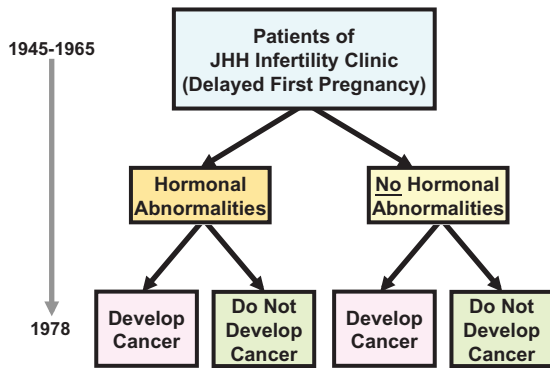 1945-1965
Patients of
JHH Infertility Clinic
(Delayed First Pregnancy)
Hormonal
Abnormalities
No Hormonal
Abnormalities
Develop
Cancer
Do Not
Develop
Cancer
Develop
Cancer
Do Not
Develop
Cancer
1978